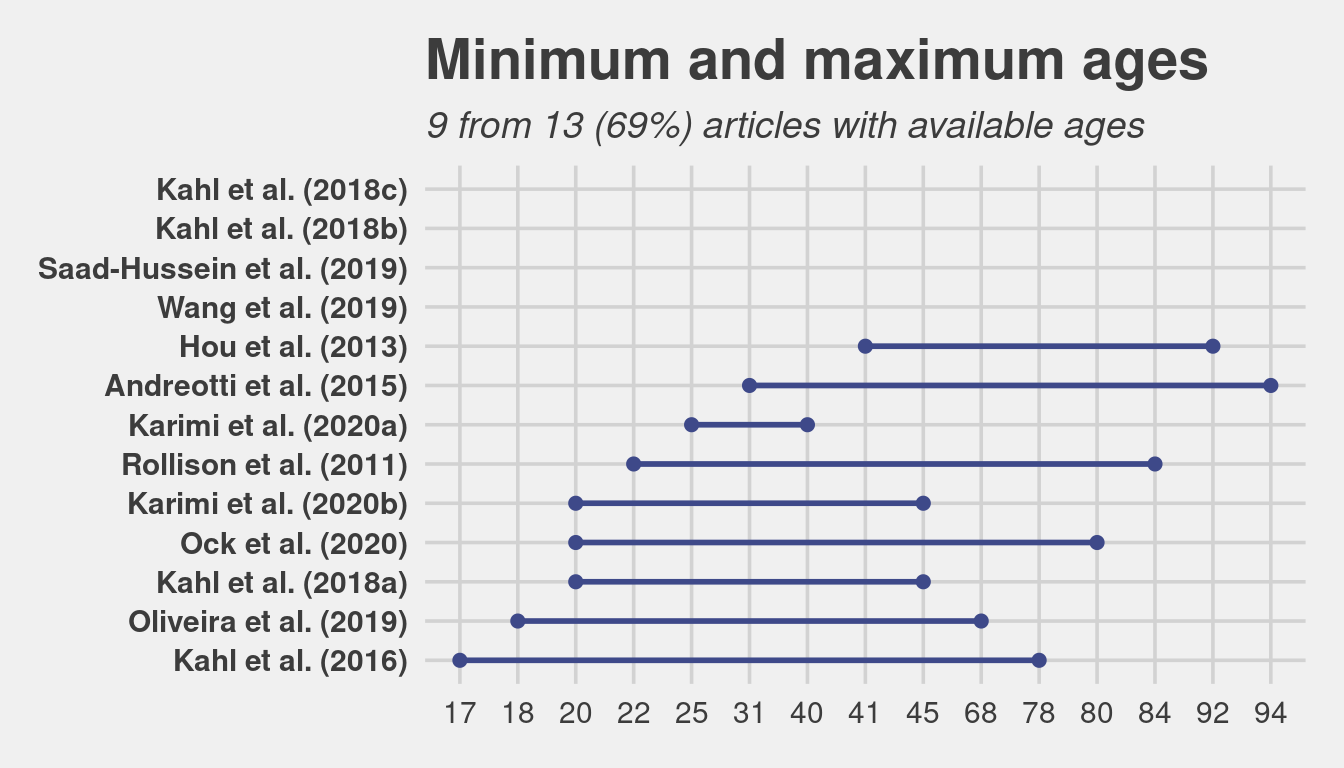 Minimum and maximum ages
9 from 13 (69%) articles with available ages
Kahl et al. (2018c)
Kahl et al. (2018b)
Saad-Hussein et al. (2019)
Wang et al. (2019)
Hou et al. (2013)
Andreotti et al. (2015)
Karimi et al. (2020a)
Rollison et al. (2011)
Karimi et al. (2020b)
Ock et al. (2020)
Kahl et al. (2018a)
Oliveira et al. (2019)
Kahl et al. (2016)
17 18 20 22 25 31 40 41 45 68 78 80 84 92 94